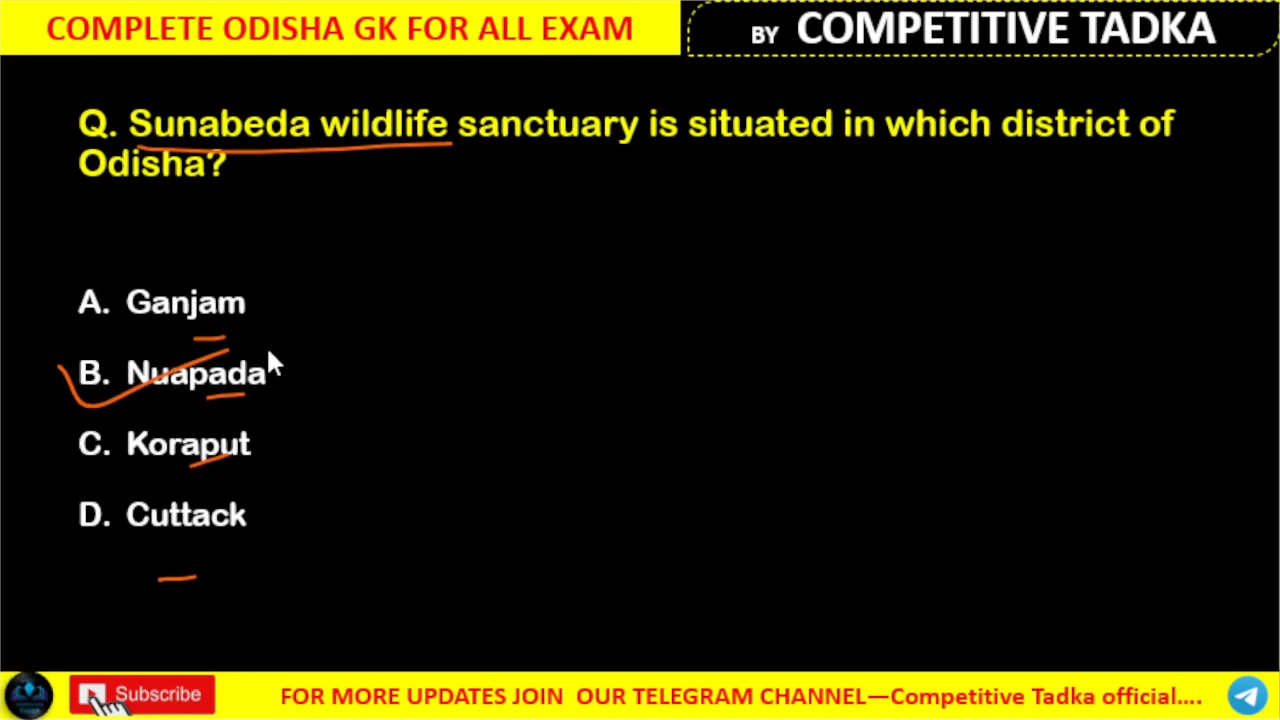 COMPLETE ODISHA GK FOR ALL EXAM
BY COMPETITIVE TADKA
Q. Sunabeda wildlife sanctuary is situated in which district of
Odisha?
A. Ganjam
B. Nuapada
C. Koraput
D. Cuttack
Subscribe
FOR MORE UPDATES JOIN OUR TELEGRAM CHANNEL—Competitive Tadka official....